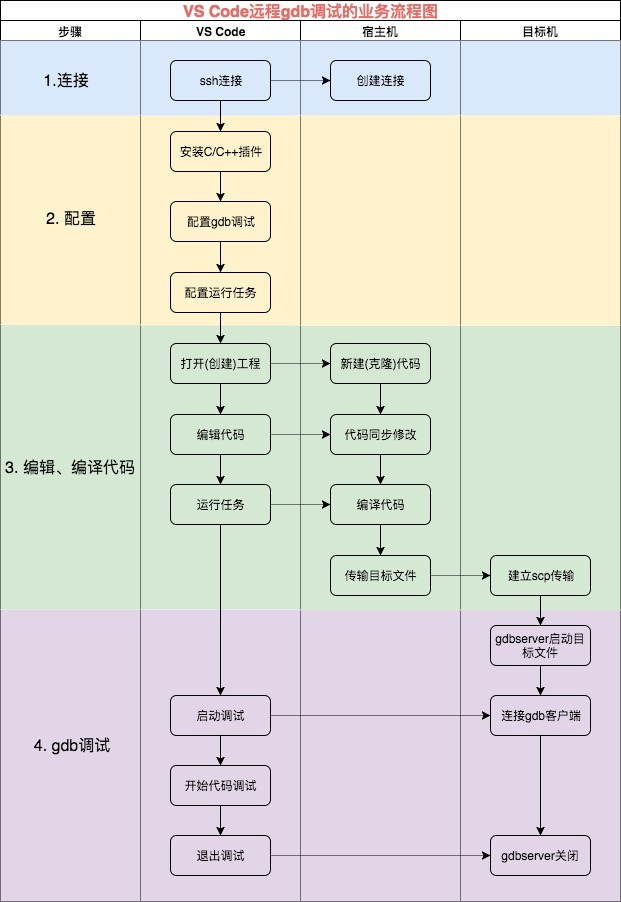 VS Code远程gdb调试的业务流程图
步骤
VS Code
宿主机
目标机
1.连接
ssh连接
创建连接
2. 配置
安装C/C++插件
配置gdb调试
配置运行任务
3. 编辑、编译代码
打开(创建)工程
新建(克隆)代码
编辑代码
代码同步修改
运行任务
编译代码
传输目标文件
建立scp传输
4. gdb调试
gdbserver启动目
标文件
启动调试
连接gdb客户端
开始代码调试
退出调试
gdbserver关闭